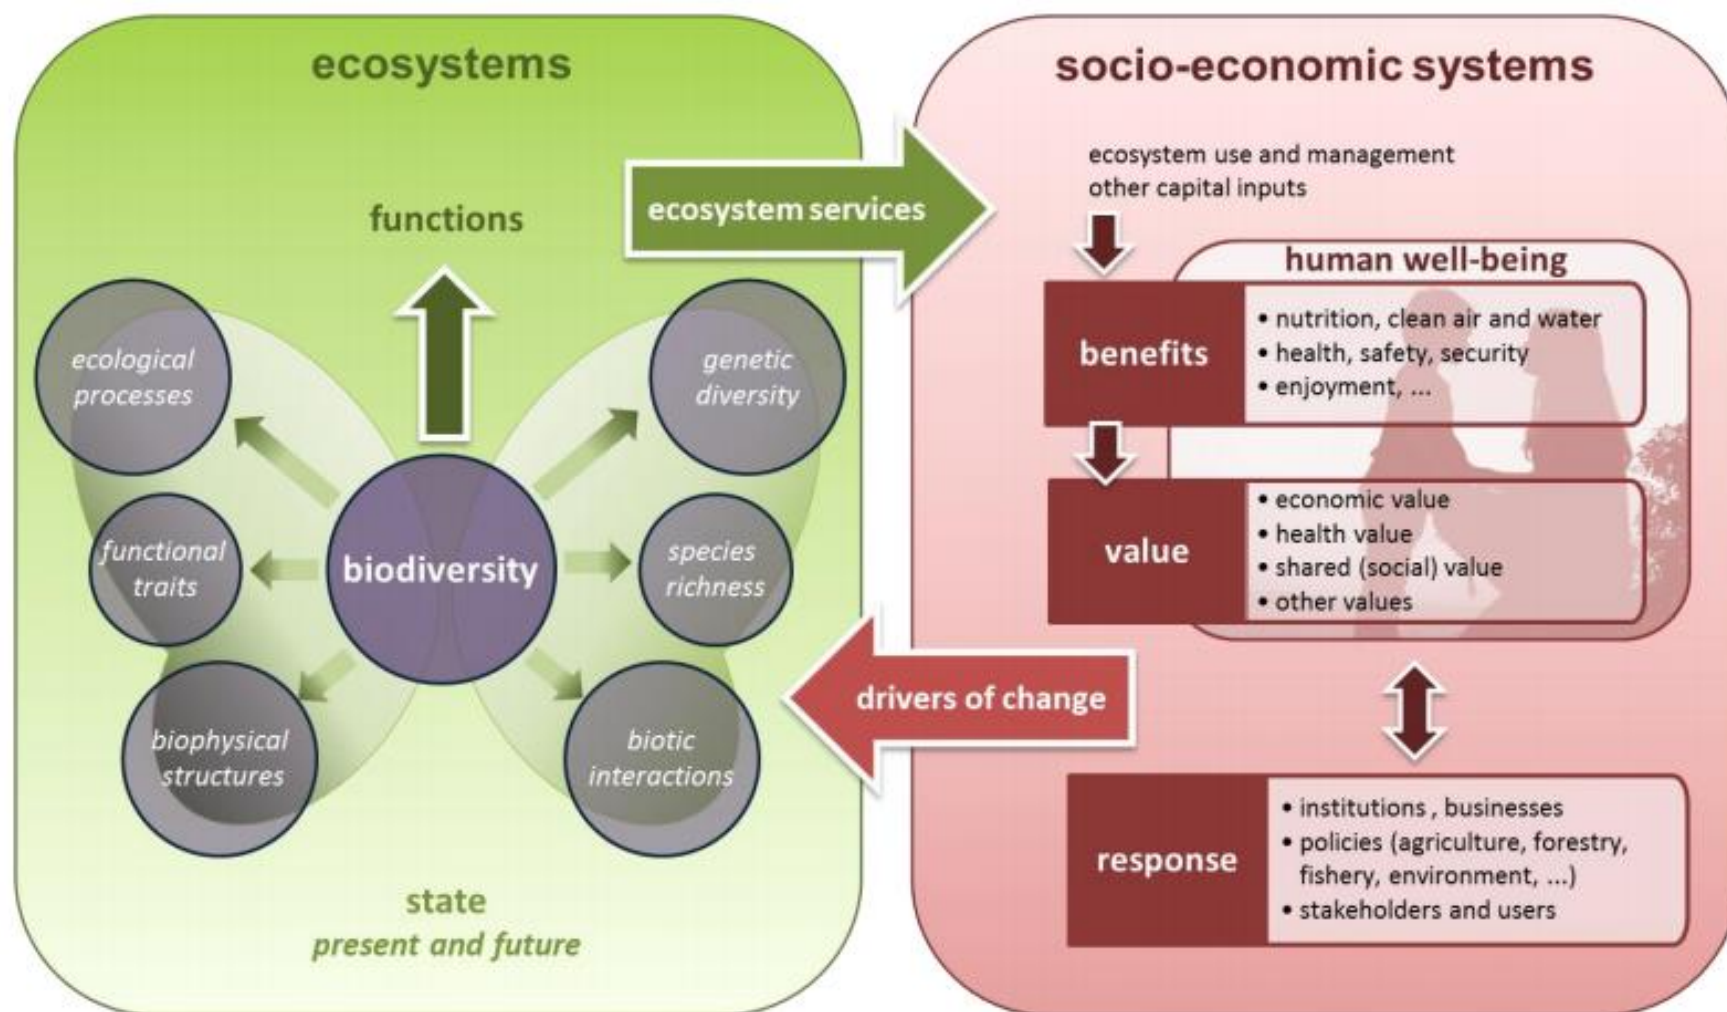 ecosystems
functions
ecosystem services
ecological
processes
genetic
diversity
functional
traits
biodiversity
species
richness
biophysical
structures
biotic
interactions
state
present and future
drivers of change
socio-economic systems
ecosystem use and management
other capital inputs
human well-being
benefits
• nutrition, clean air and water
• health, safety, security
• enjoyment, ...
value
• economic value
• health value
• shared (social) value
• other values
response
• institutions , businesses
• policies (agriculture, forestry,
fishery, environment, ...)
• stakeholders and users